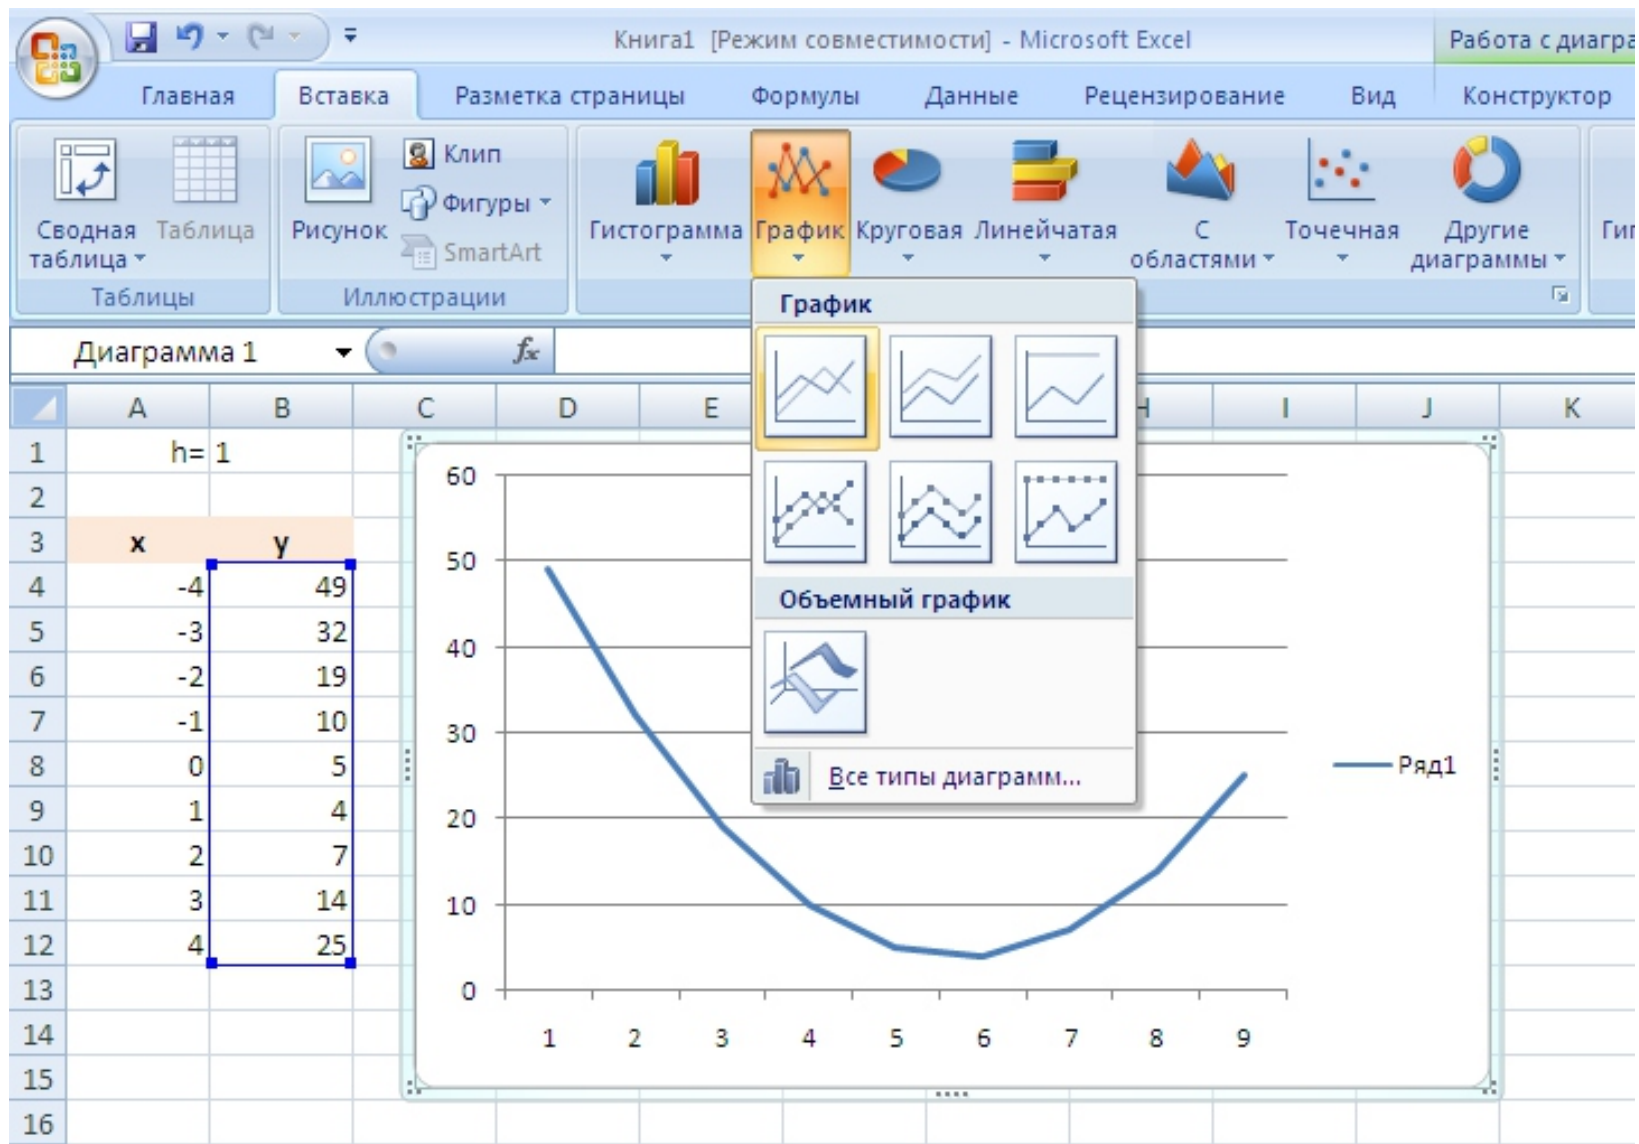 Книга1 [Режим совместимости] - Microsoft Excel
Работа с диагра
Главная Вставка Разметка страницы Формулы Данные Рецензирование Вид Конструктор
Сводная таблица
Таблица
Таблицы
Рисунок
Клип
Фигуры
SmartArt
Иллюстрации
Гистограмма
График
Круговая
Линейчатая
С областями
Точечная
Другие диаграммы
Гип
График
Объемный график
Все типы диаграмм...
Диаграмма 1
fx
A B C D E H I J K
1 h= 1
2
3 x y
4 -4 49
5 -3 32
6 -2 19
7 -1 10
8 0 5
9 1 4
10 2 7
11 3 14
12 4 25
13
14
15
16
60
50
40
30
20
10
0
1 2 3 4 5 6 7 8 9
Ряд1